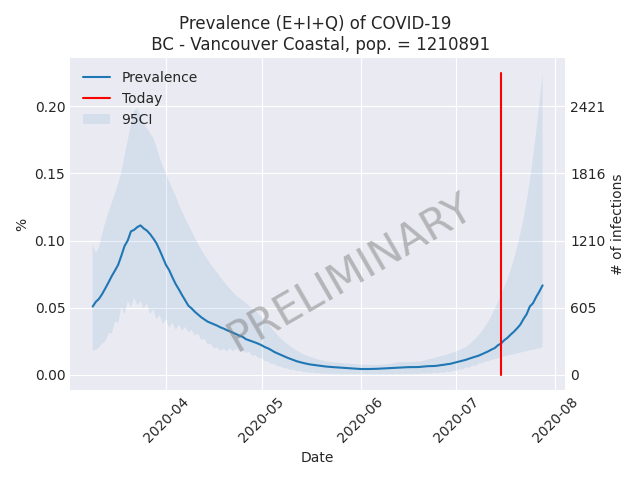 Prevalence (E+I+Q) of COVID-19
BC - Vancouver Coastal, pop. = 1210891
Prevalence
Today
95CI
0.20
0.15
0.10
0.05
0.00
%
2421
1816
1210
605
0
# of infections
PRELIMINARY
2020-04
2020-05
2020-06
2020-07
2020-08
Date